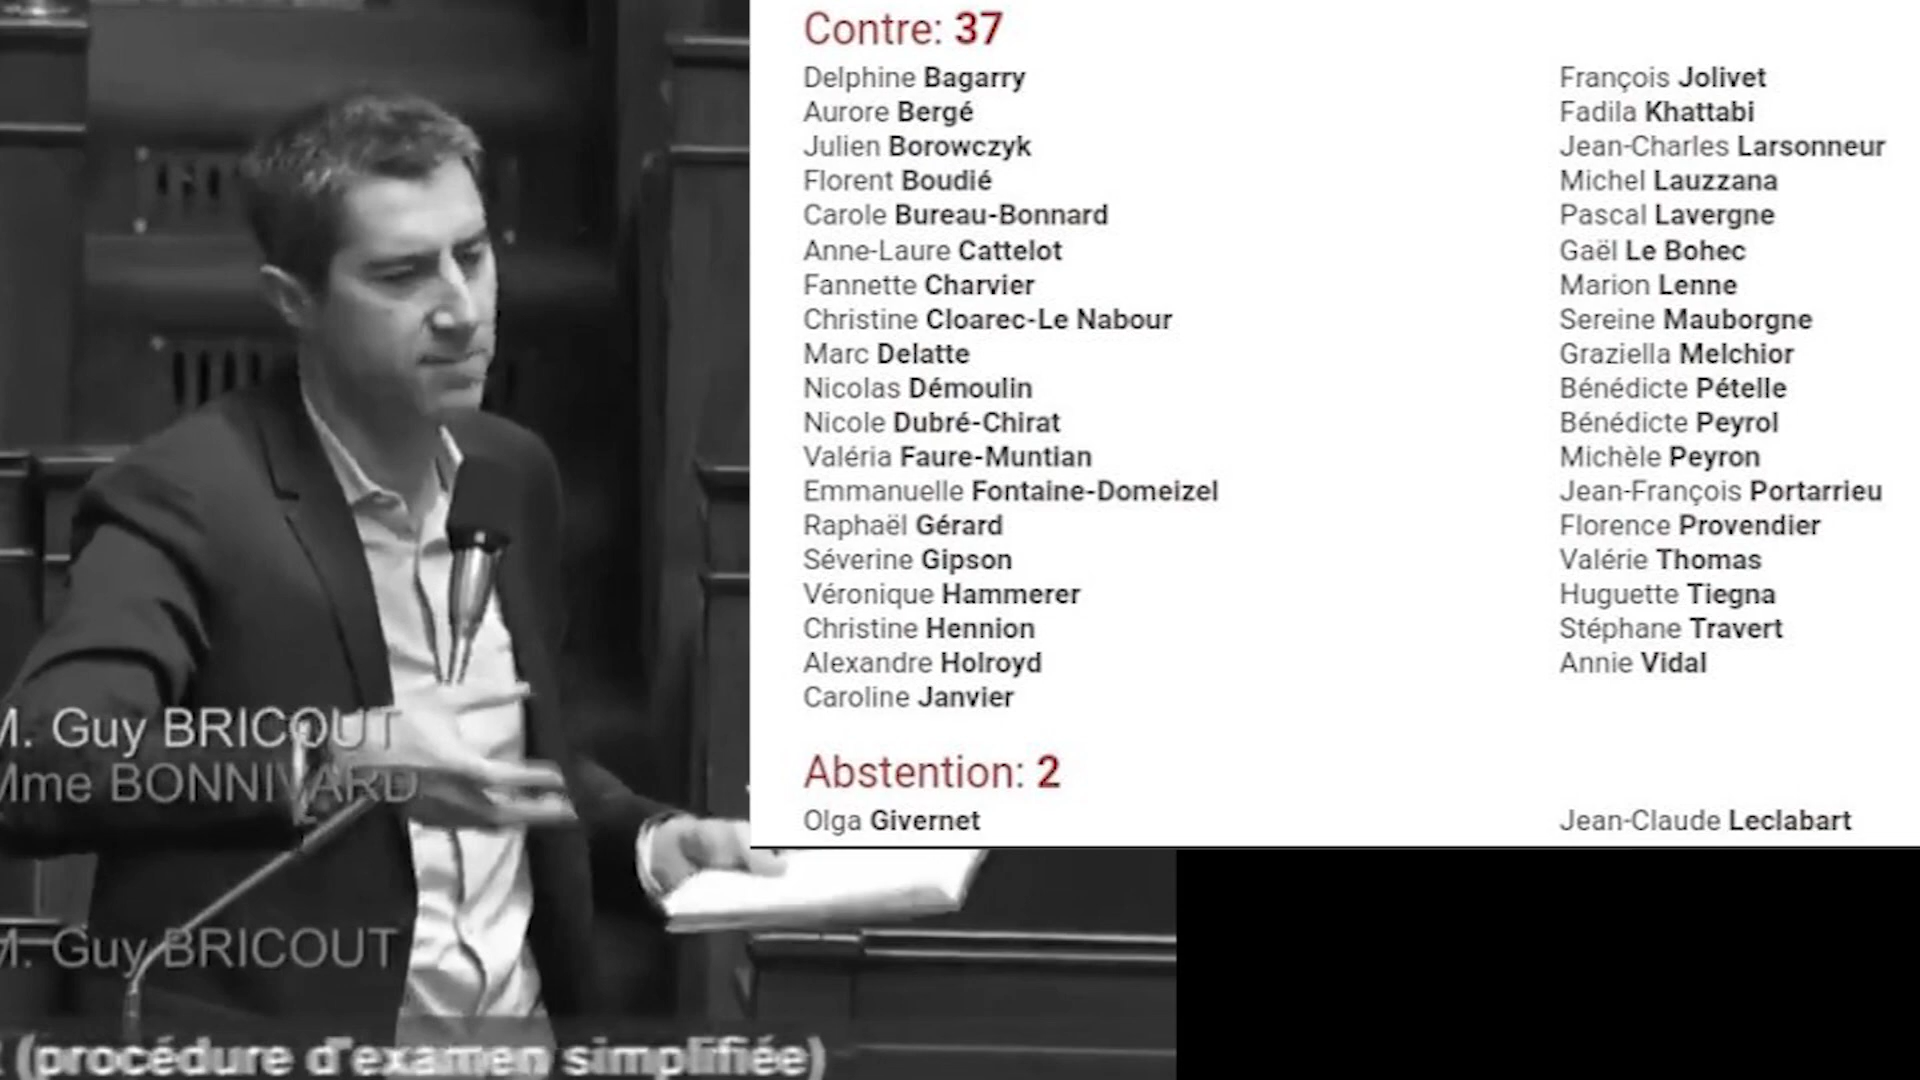 Contre: 37
Delphine Bagarry
Aurore Bergé
Julien Borowczyk
Florent Boudié
Carole Bureau-Bonnard
Anne-Laure Cattelot
Fannette Charvier
Christine Cloarec-Le Nabour
Marc Delatte
Nicolas Démoulin
Nicole Dubré-Chirat
Valéria Faure-Muntian
Emmanuelle Fontaine-Domeizel
Raphaël Gérard
Séverine Gipson
Véronique Hammerer
Christine Hennion
Alexandre Holroyd
Caroline Janvier
François Jolivet
Fadila Khattabi
Jean-Charles Larsonneur
Michel Lauzzana
Pascal Lavergne
Gaël Le Bohec
Marion Lenne
Sereine Mauborgne
Graziella Melchior
Bénédicte Pételle
Bénédicte Peyrol
Michèle Peyron
Jean-François Portarrieu
Florence Provendier
Valérie Thomas
Huguette Tiegna
Stéphane Travert
Annie Vidal
Abstention: 2
Olga Givernet
Jean-Claude Leclabart
M. Guy BRICOUT
Mme BONNIVARD
M. Guy BRICOUT
(procédure d'examen simplifiée)